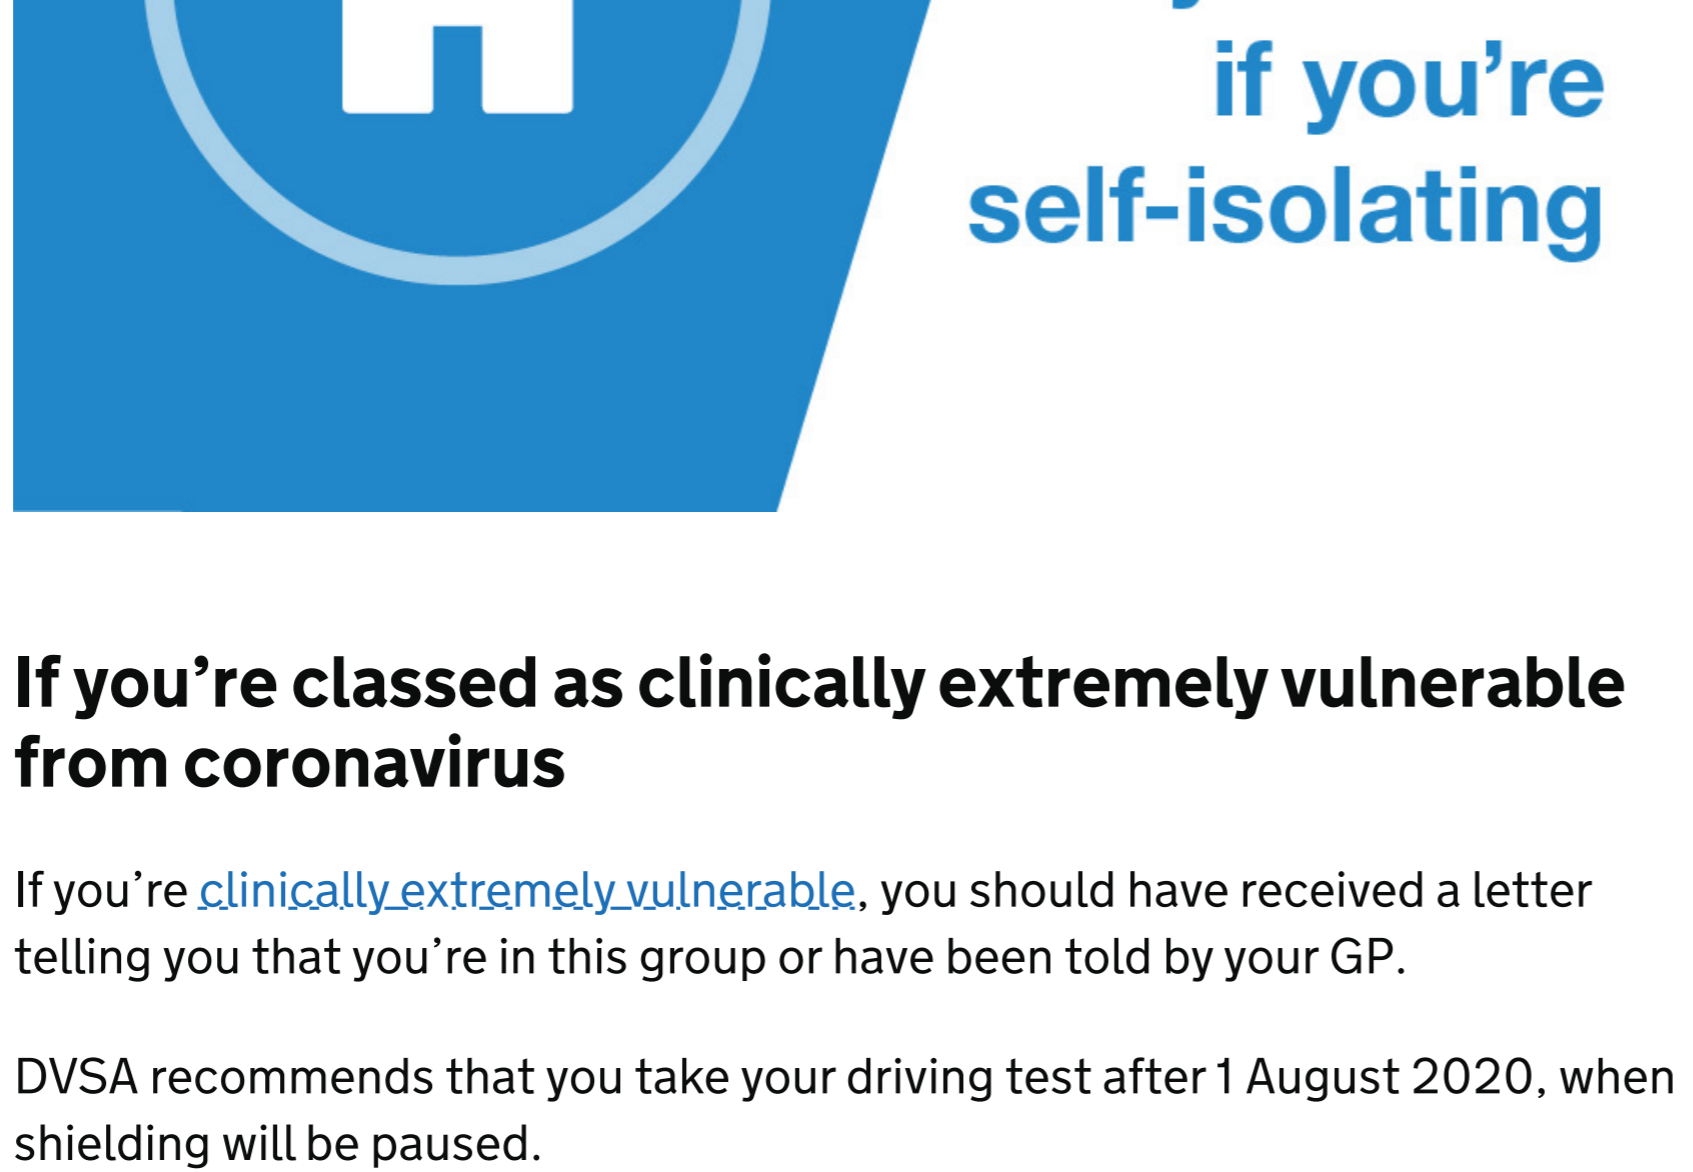 if you’re
self-isolating
If you’re classed as clinically extremely vulnerable
from coronavirus
If you’re clinically extremely vulnerable, you should have received a letter
telling you that you’re in this group or have been told by your GP.
DVSA recommends that you take your driving test after 1 August 2020, when
shielding will be paused.